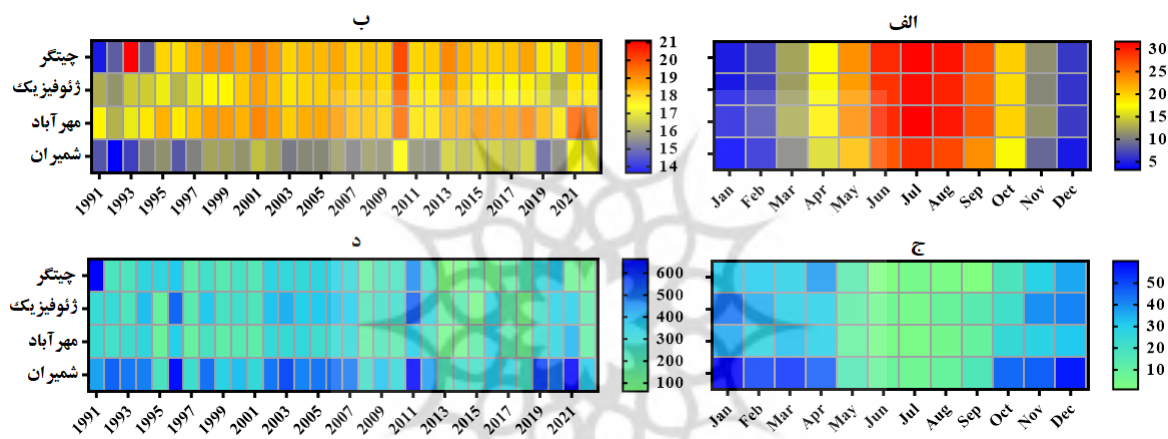 ب
الف
چیتگر
ژئوفیزیک
مهرآباد
شمیران
21
20
19
18
17
16
15
14
30
25
20
15
10
5
1991
1993
1995
1997
1999
2001
2003
2005
2007
2009
2011
2013
2015
2017
2019
2021
Jan
Feb
Mar
Apr
May
Jun
Jul
Aug
Sep
Oct
Nov
Dec
د
ج
چیتگر
ژئوفیزیک
مهرآباد
شمیران
600
500
400
300
200
100
50
40
30
20
10
1991
1993
1995
1997
1999
2001
2003
2005
2007
2009
2011
2013
2015
2017
2019
2021
Jan
Feb
Mar
Apr
May
Jun
Jul
Aug
Sep
Oct
Nov
Dec